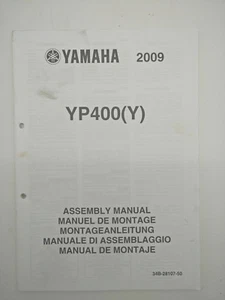 YAMAHA 2009
YP400(Y)
ASSEMBLY MANUAL
MANUEL DE MONTAGE
MONTAGEANLEITUNG
MANUALE DI ASSEMBLAGGIO
MANUAL DE MONTAJE